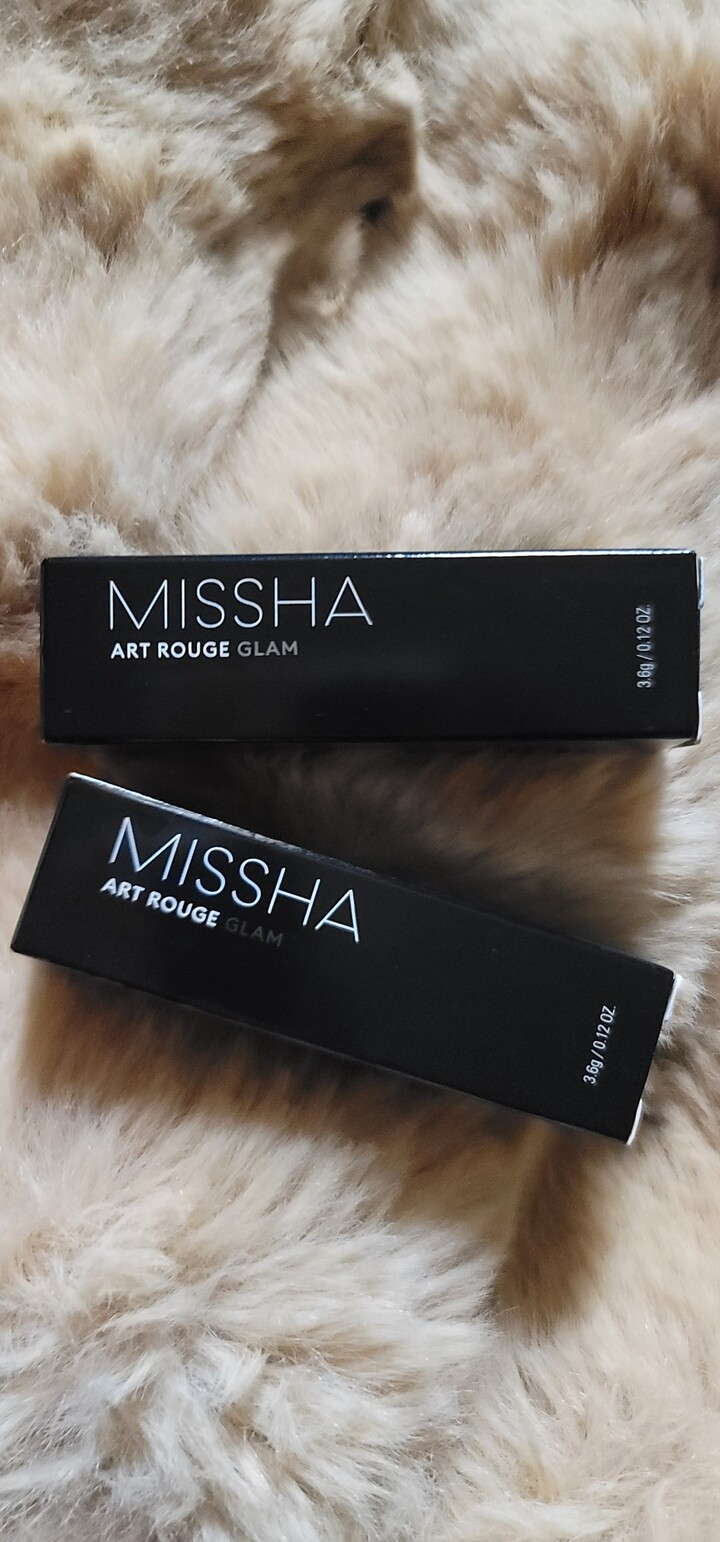 MISSHA
ART ROUGE GLAM
3.6g / 0.12 OZ.
MISSHA
ART ROUGE GLAM
3.6g / 0.12 OZ.